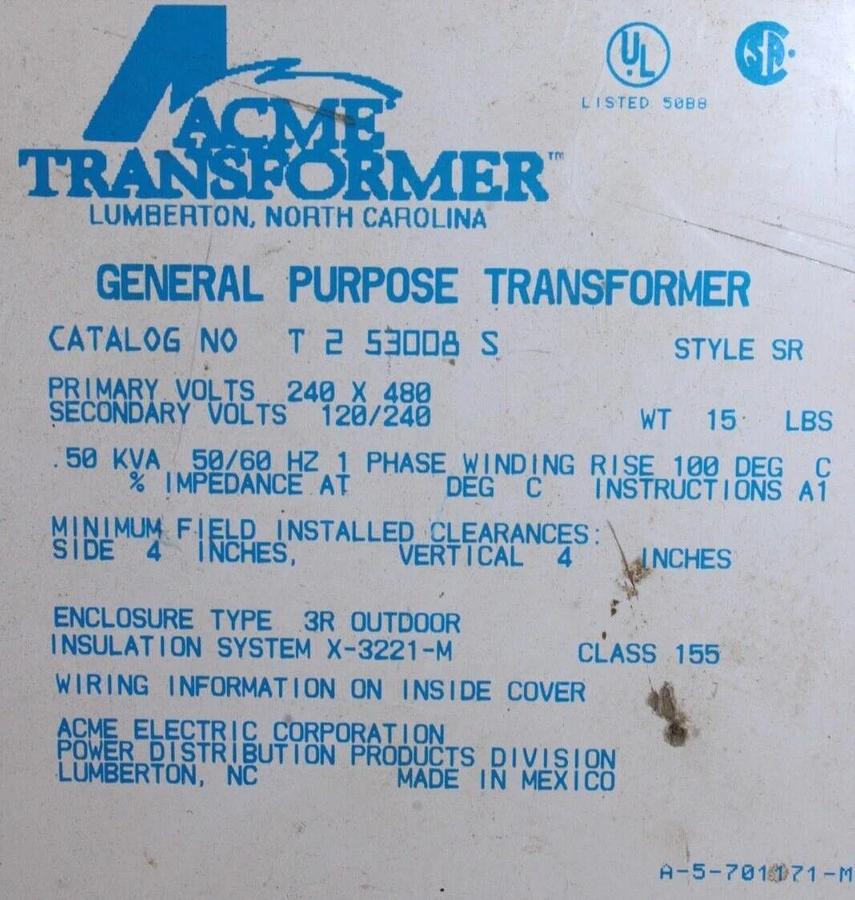 ACME
TRANSFORMER™
LUMBERTON, NORTH CAROLINA
UL
SA
LISTED 50B8
GENERAL PURPOSE TRANSFORMER
CATALOG NO T 2 53008 S STYLE SR
PRIMARY VOLTS 240 X 480
SECONDARY VOLTS 120/240 WT 15 LBS
.50 KVA 50/60 HZ 1 PHASE WINDING RISE 100 DEG C
% IMPEDANCE AT DEG C INSTRUCTIONS A1
MINIMUM FIELD INSTALLED CLEARANCES:
SIDE 4 INCHES, VERTICAL 4 INCHES
ENCLOSURE TYPE 3R OUTDOOR
INSULATION SYSTEM X-3221-M CLASS 155
WIRING INFORMATION ON INSIDE COVER
ACME ELECTRIC CORPORATION
POWER DISTRIBUTION PRODUCTS DIVISION
LUMBERTON, NC MADE IN MEXICO